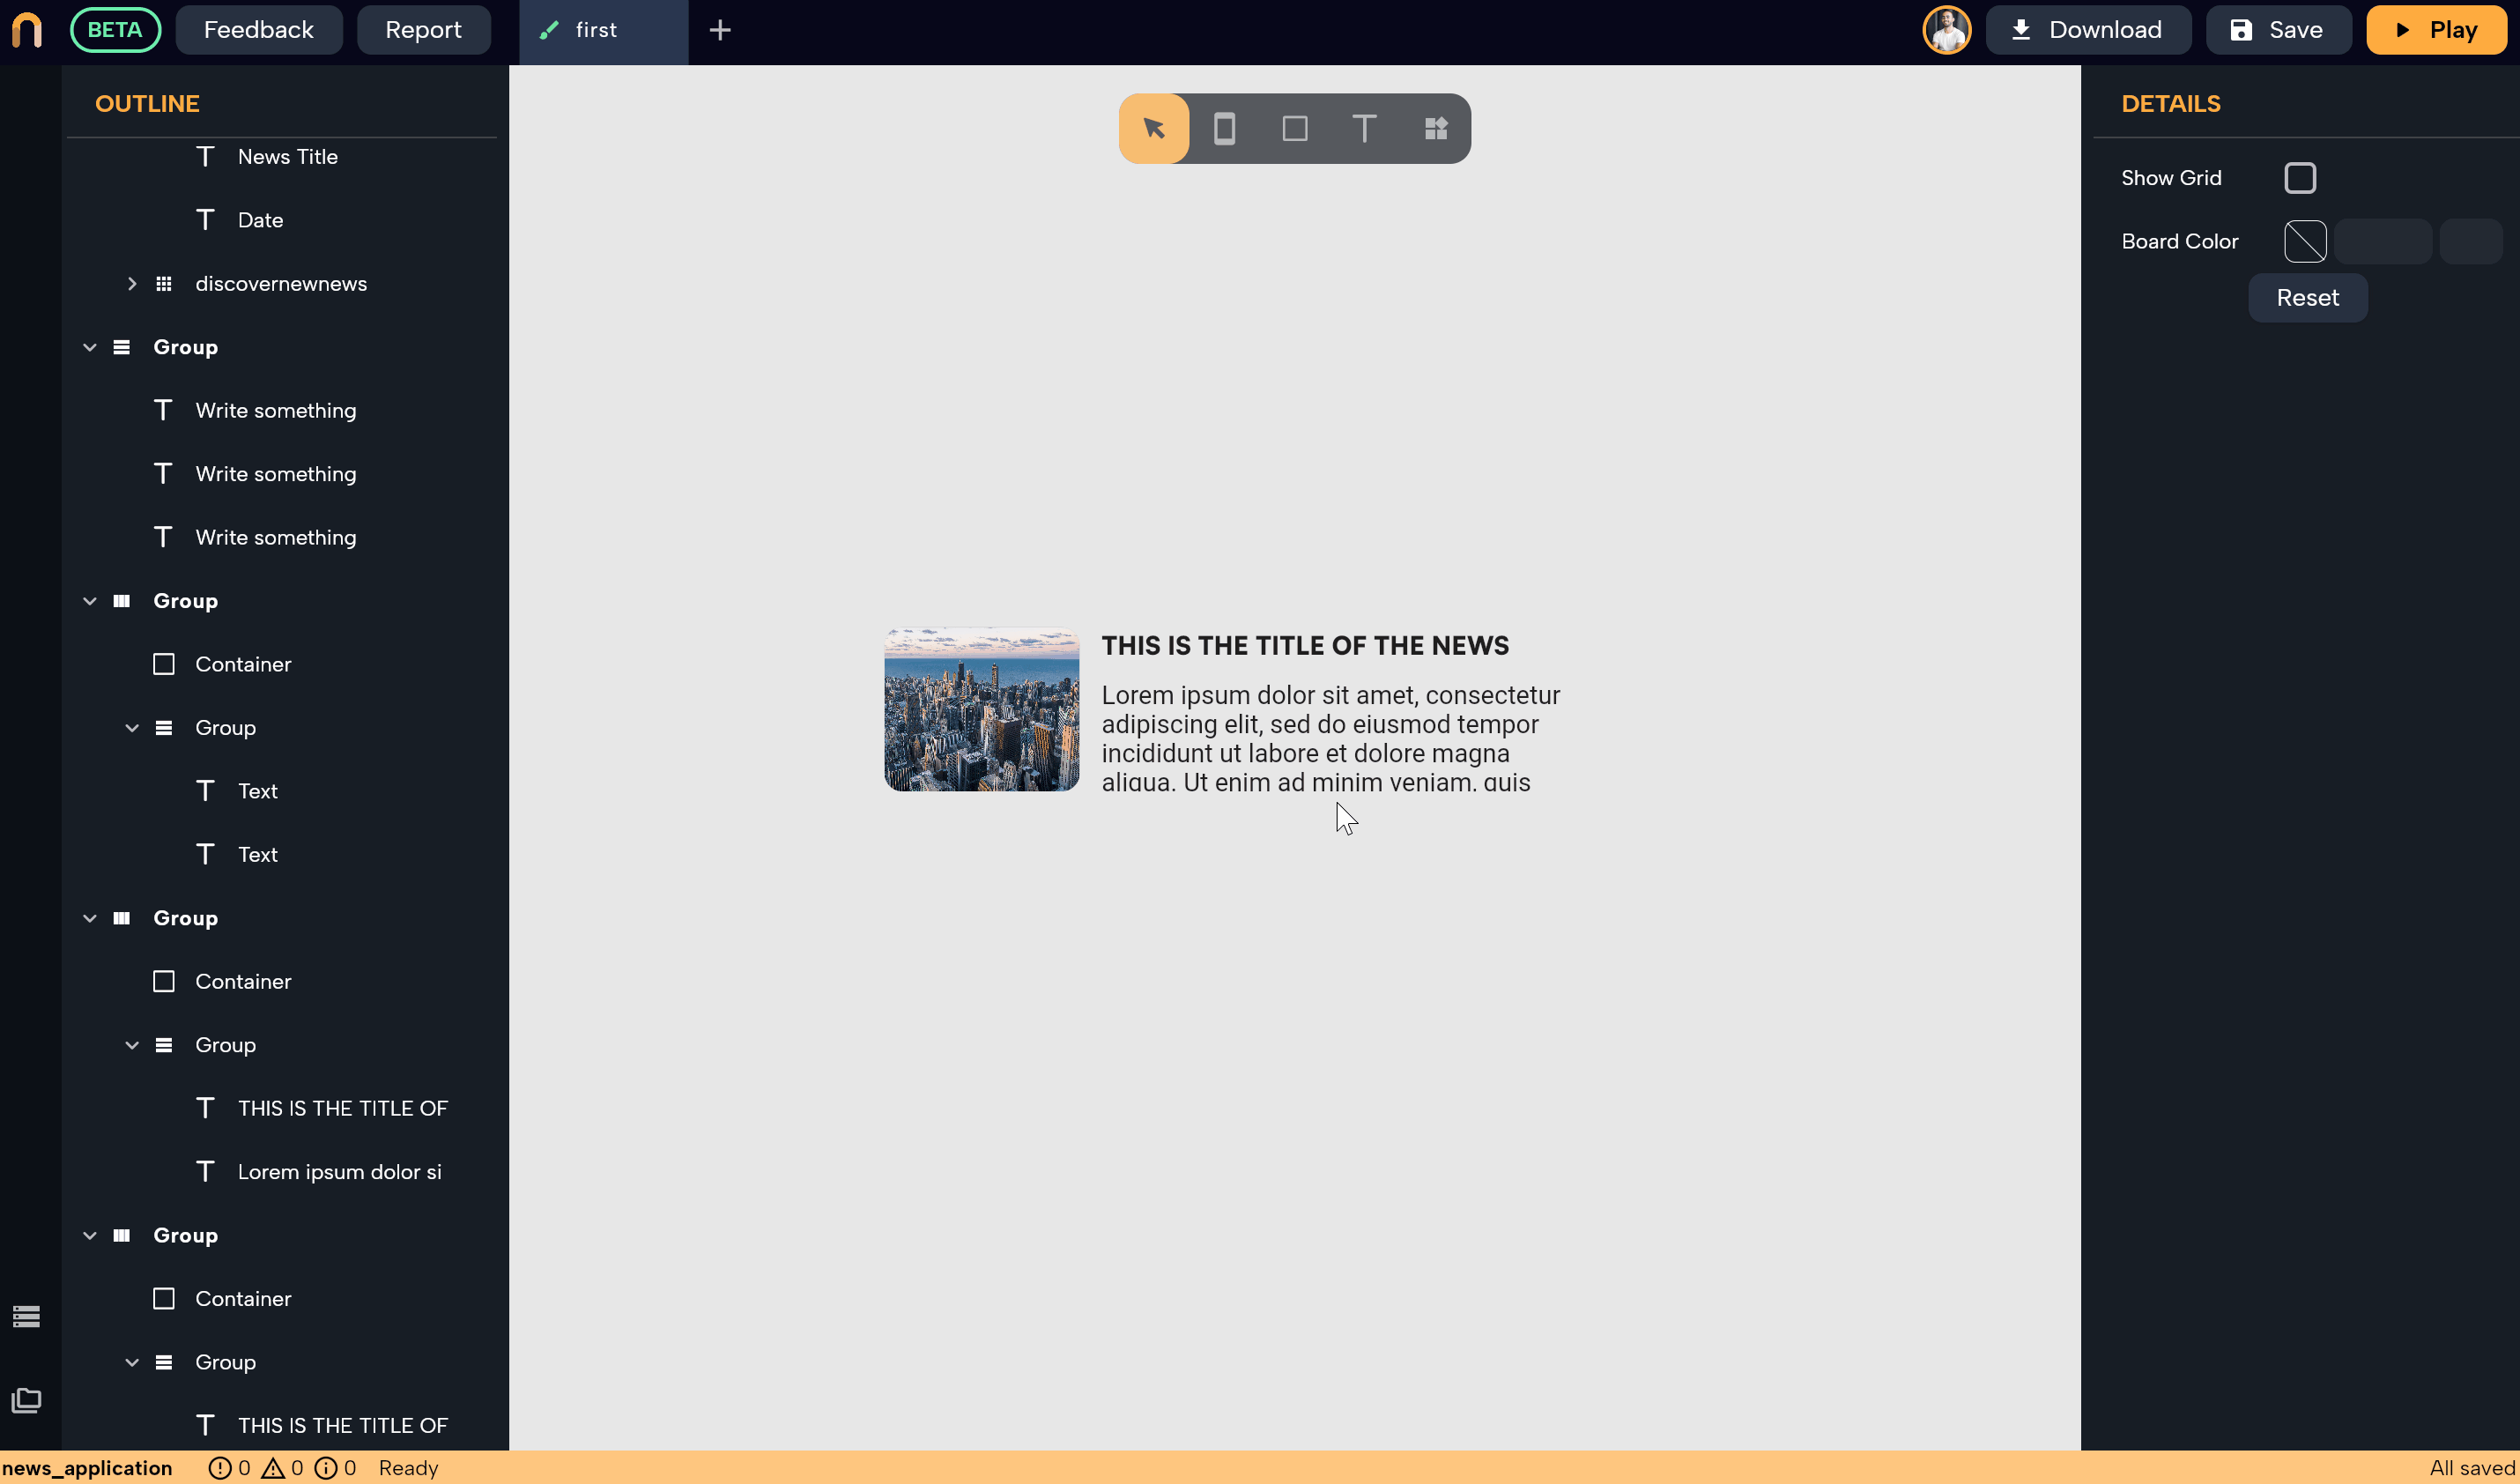 BETA
Feedback
Report
first
Download
Save
Play
OUTLINE
News Title
Date
discovernewnews
Group
Write something
Write something
Write something
Group
Container
Group
Text
Text
Group
Container
Group
THIS IS THE TITLE OF
Lorem ipsum dolor si
Group
Container
Group
THIS IS THE TITLE OF
THIS IS THE TITLE OF THE NEWS
Lorem ipsum dolor sit amet, consectetur
adipiscing elit, sed do eiusmod tempor
incididunt ut labore et dolore magna
aliqua. Ut enim ad minim veniam, quis
DETAILS
Show Grid
Board Color
Reset
news_application
0 0 0 Ready
All saved